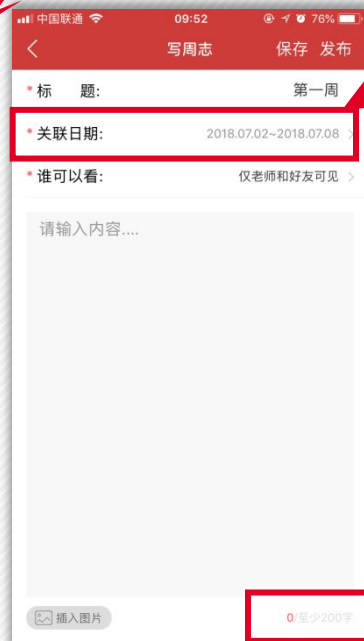 中国联通 09:52 76%
写周志 保存 发布
*标 题: 第一周
*关联日期: 2018.07.02~2018.07.08
*谁可以看: 仅老师和好友可见
请输入内容....
插入图片 0/至少200字